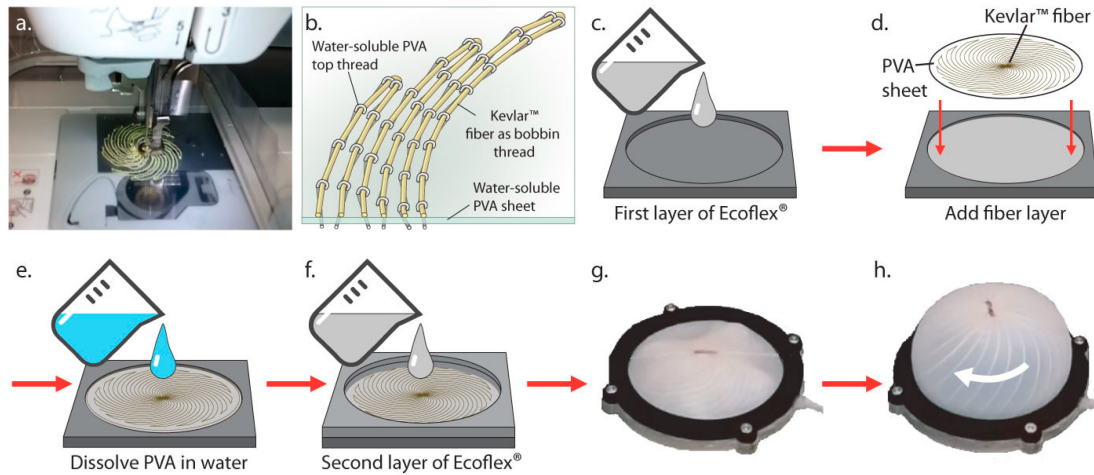 a.
b.
Water-soluble PVA
top thread
Kevlar™
fiber as bobbin
thread
Water-soluble
PVA sheet
c.
First layer of Ecoflex®
d.
Kevlar™ fiber
PVA
sheet
Add fiber layer
e.
Dissolve PVA in water
f.
Second layer of Ecoflex®
g.
h.